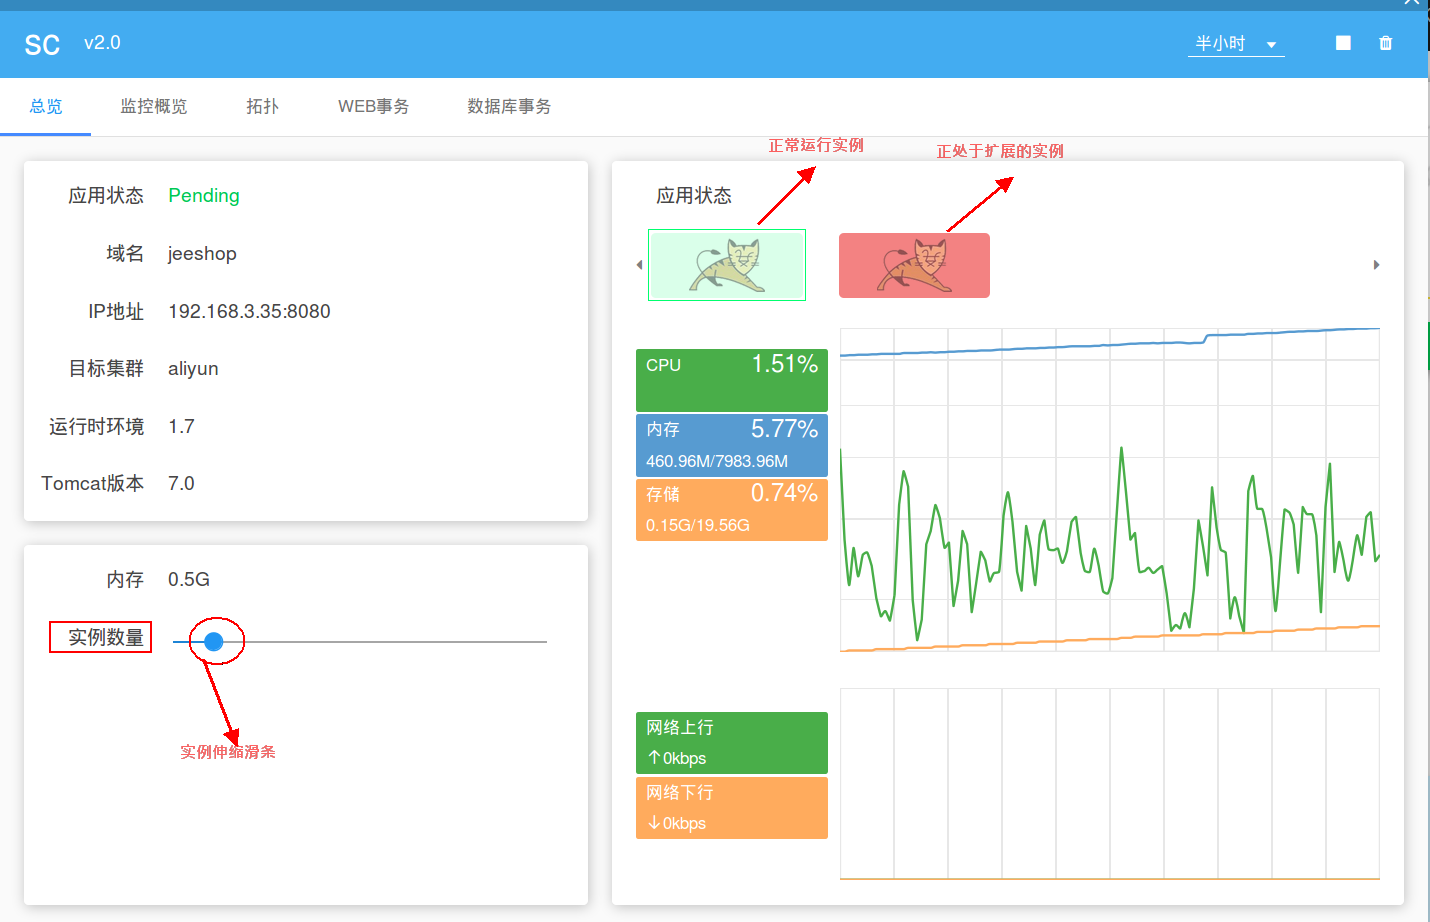 SC v2.0
半小时
总览 监控概览 拓扑 WEB事务 数据库事务
正常运行实例
正处于扩展的实例
应用状态 Pending
域名 jeeshop
IP地址 192.168.3.35:8080
目标集群 aliyun
运行时环境 1.7
Tomcat版本 7.0
内存 0.5G
实例数量
实例伸缩滑条
应用状态
CPU 1.51%
内存 5.77%
460.96M/7983.96M
存储 0.74%
0.15G/19.56G
网络上行
↑0kbps
网络下行
↓0kbps